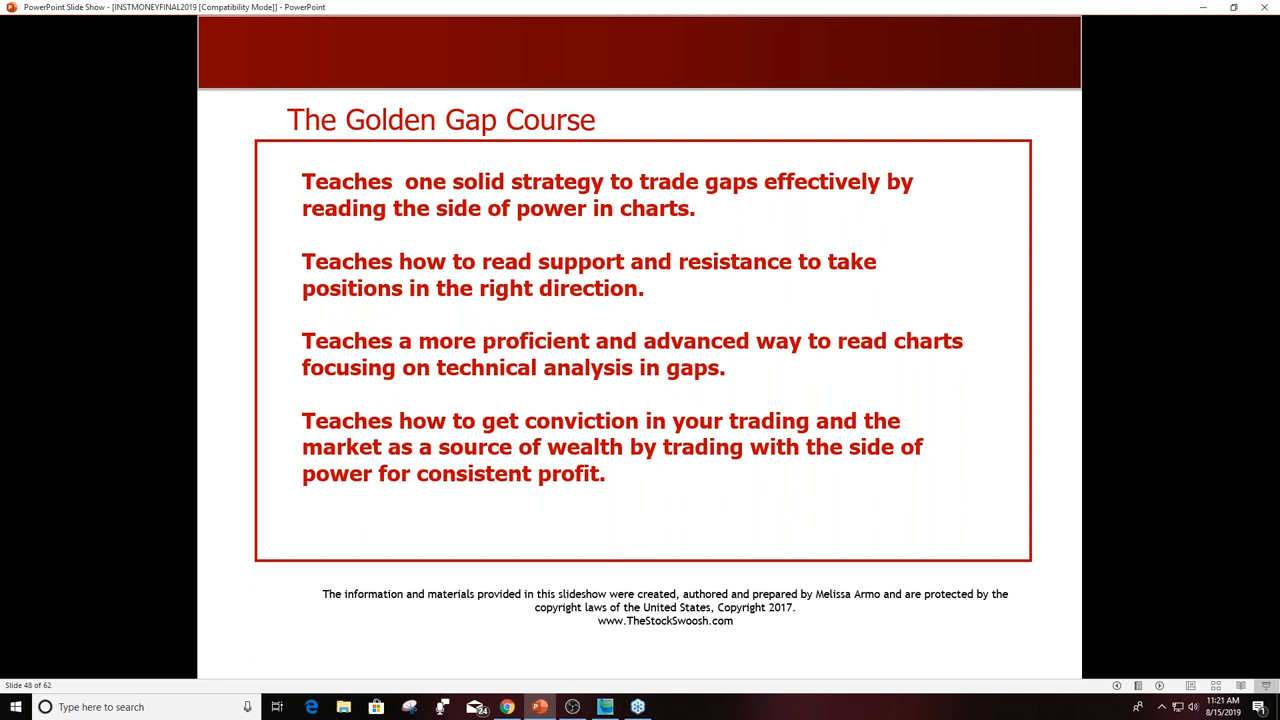 PowerPoint Slide Show - [INSTMONEYFINAL2019 [Compatibility Mode]] - PowerPoint
The Golden Gap Course
Teaches  one solid strategy to trade gaps effectively by
reading the side of power in charts.
Teaches how to read support and resistance to take
positions in the right direction.
Teaches a more proficient and advanced way to read charts
focusing on technical analysis in gaps.
Teaches how to get conviction in your trading and the
market as a source of wealth by trading with the side of
power for consistent profit.
The information and materials provided in this slideshow were created, authored and prepared by Melissa Armo and are protected by the
copyright laws of the United States, Copyright 2017.
www.TheStockSwoosh.com
Slide 48 of 62
Type here to search
24
11:21 AM
8/15/2019
1